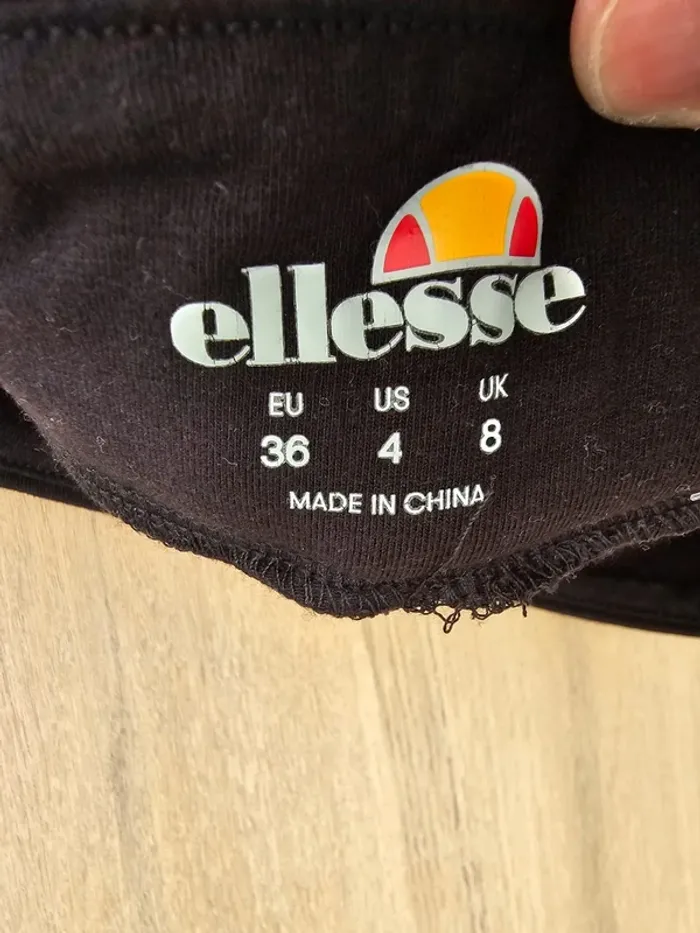 ellesse
EU US UK
36 4 8
MADE IN CHINA